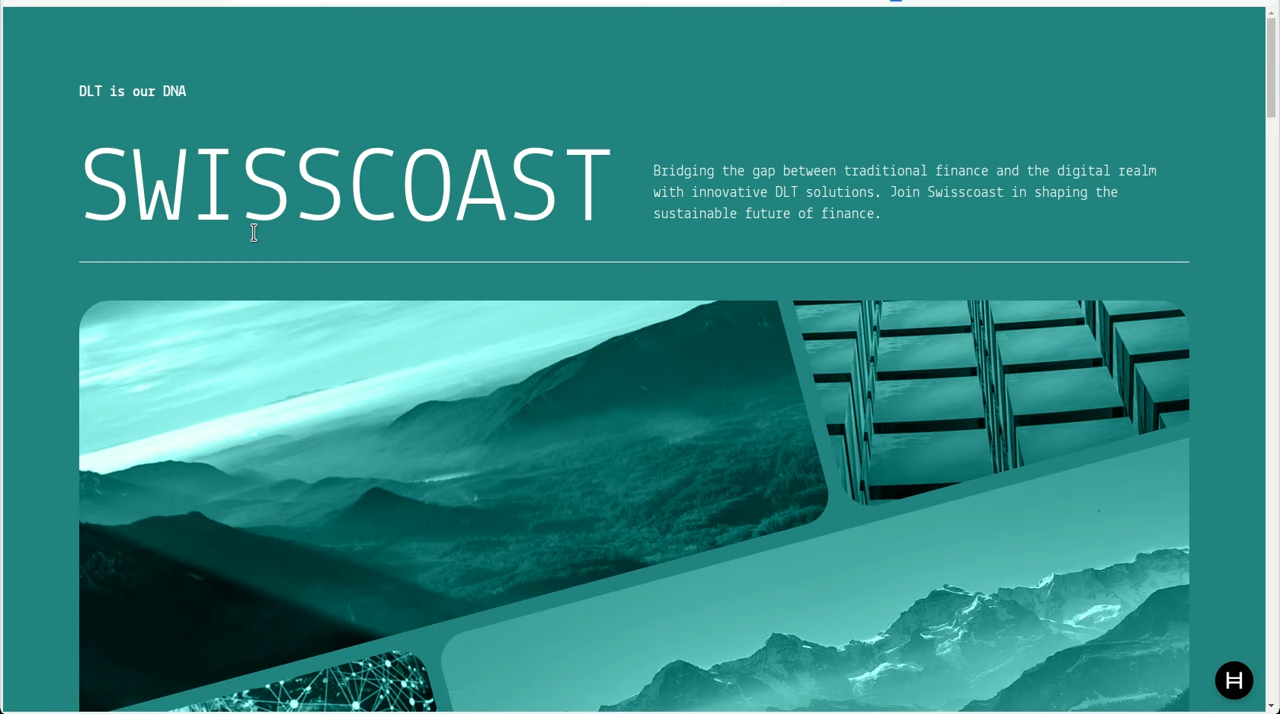 DLT is our DNA
SWISSCOAST
Bridging the gap between traditional finance and the digital realm
with innovative DLT solutions. Join Swisscoast in shaping the
sustainable future of finance.